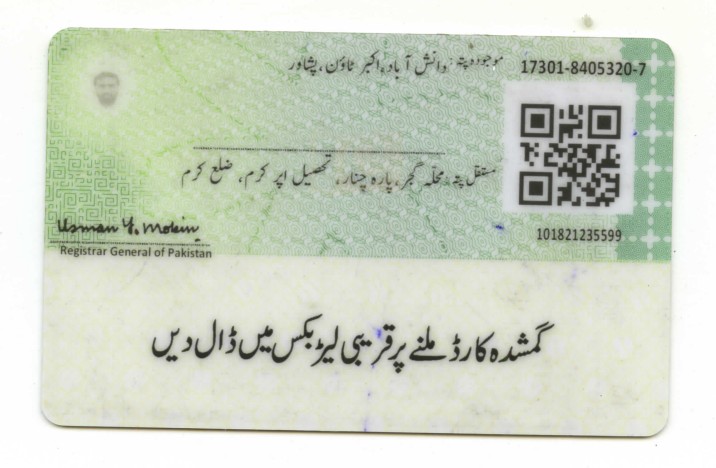 موجودہ پتہ: دانش آباد، اکبر ٹاؤن، پشاور
17301-8405320-7
مستقل پتہ: محلہ گجر، پارہ چنار، تحصیل اپر کرم، ضلع کرم
101821235599
Usman Y. Mobin
Registrar General of Pakistan
گمشدہ کارڈ ملنے پر قریبی لیٹر بکس میں ڈال دیں